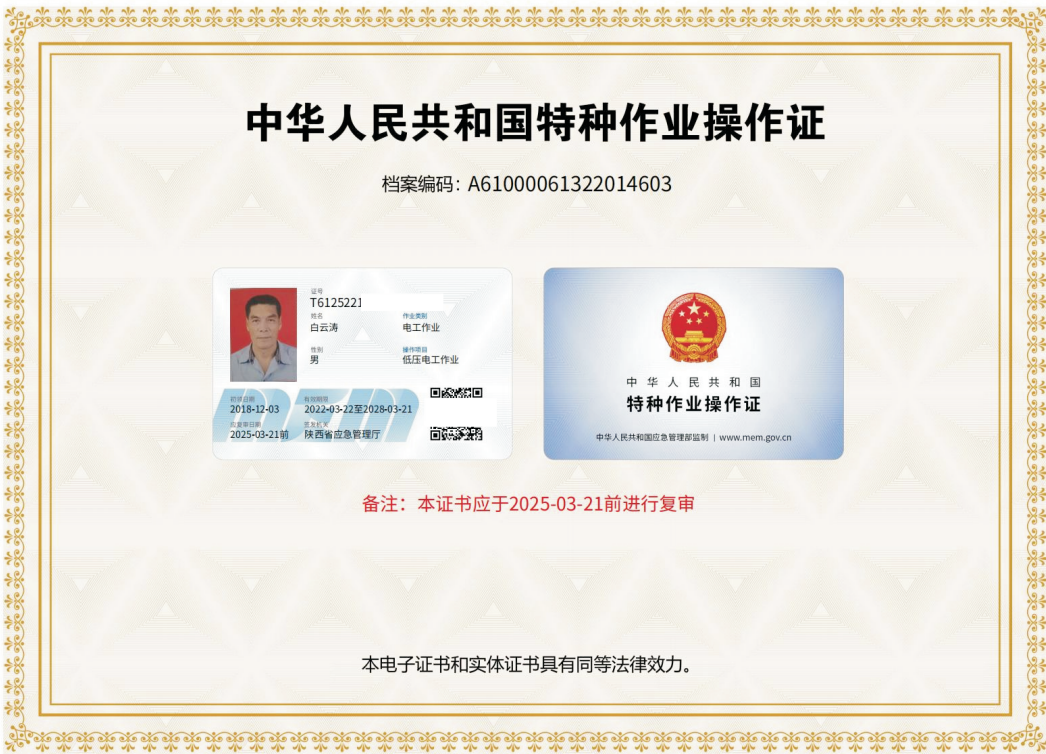 中华人民共和国特种作业操作证
档案编码：A61000061322014603
证号
T6125221
姓名 作业类别
白云涛 电工作业
性别 操作项目
男 低压电工作业
初领日期 有效期限
2018-12-03 2022-03-22至2028-03-21
应复审日期 签发机关
2025-03-21前 陕西省应急管理厅
中华人民共和国
特种作业操作证
中华人民共和国应急管理部监制 | www.mem.gov.cn
备注：本证书应于2025-03-21前进行复审
本电子证书和实体证书具有同等法律效力。